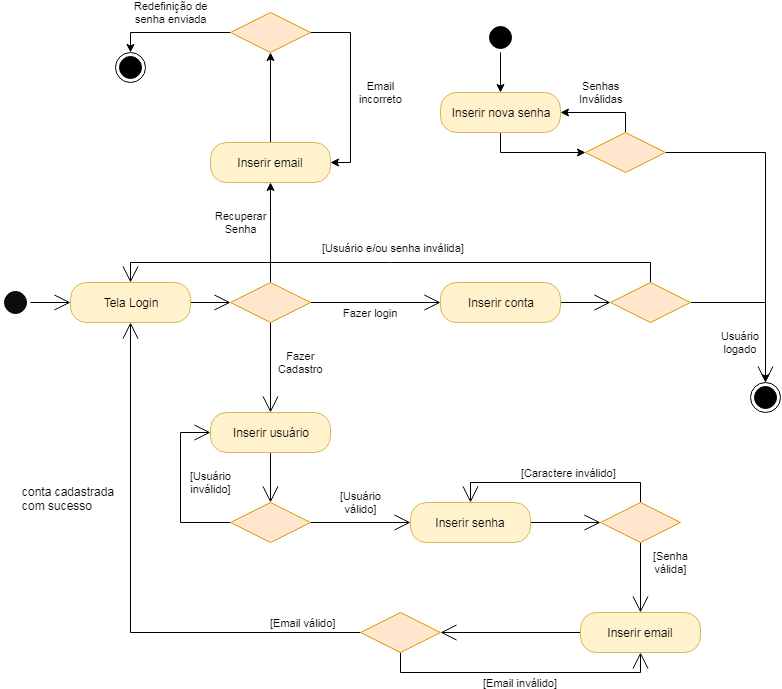 Redefinição de
senha enviada
Email
incorreto
Senhas
Inválidas
Inserir nova senha
Inserir email
Recuperar
Senha
[Usuário e/ou senha inválida]
Tela Login
Fazer login
Inserir conta
Usuário
logado
Fazer
Cadastro
Inserir usuário
[Usuário
inválido]
[Usuário
válido]
[Caractere inválido]
conta cadastrada
com sucesso
Inserir senha
[Senha
válida]
[Email válido]
Inserir email
[Email inválido]